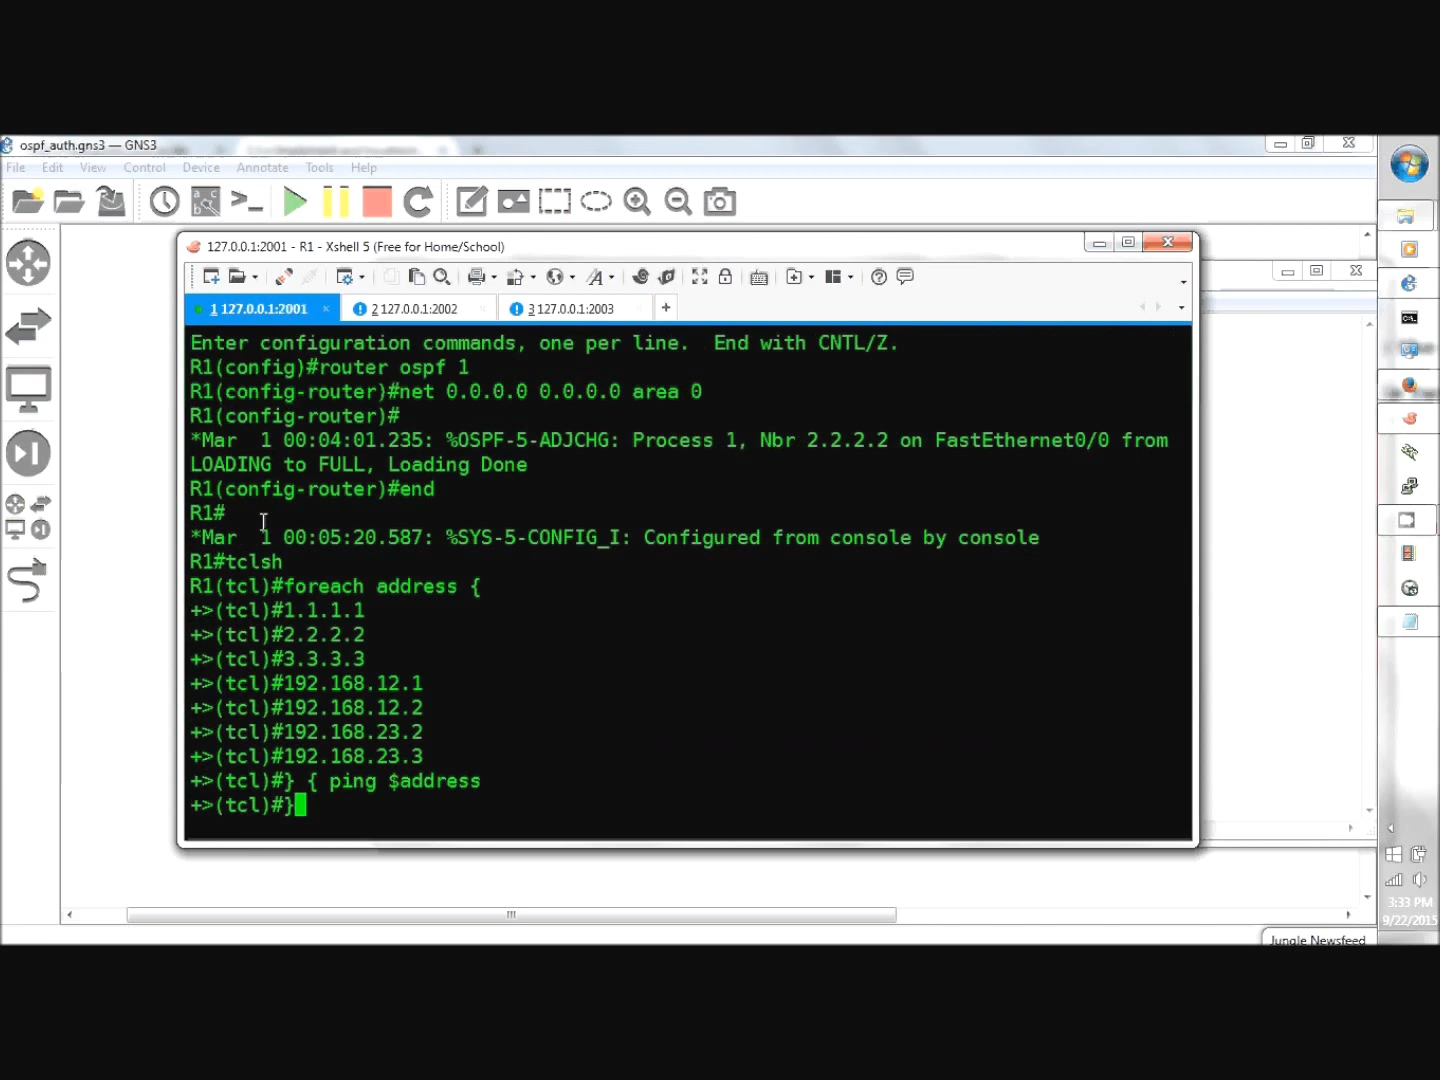 ospf_auth.gns3 — GNS3
File Edit View Control Device Annotate Tools Help
127.0.0.1:2001 - R1 - Xshell 5 (Free for Home/School)
1 127.0.0.1:2001
2 127.0.0.1:2002
3 127.0.0.1:2003
Enter configuration commands, one per line.  End with CNTL/Z.
R1(config)#router ospf 1
R1(config-router)#net 0.0.0.0 0.0.0.0 area 0
R1(config-router)#
*Mar  1 00:04:01.235: %OSPF-5-ADJCHG: Process 1, Nbr 2.2.2.2 on FastEthernet0/0 from
LOADING to FULL, Loading Done
R1(config-router)#end
R1#
*Mar  1 00:05:20.587: %SYS-5-CONFIG_I: Configured from console by console
R1#tclsh
R1(tcl)#foreach address {
+>(tcl)#1.1.1.1
+>(tcl)#2.2.2.2
+>(tcl)#3.3.3.3
+>(tcl)#192.168.12.1
+>(tcl)#192.168.12.2
+>(tcl)#192.168.23.2
+>(tcl)#192.168.23.3
+>(tcl)#} { ping $address
+>(tcl)#}
3:33 PM
9/22/2015
Jungle Newsfeed